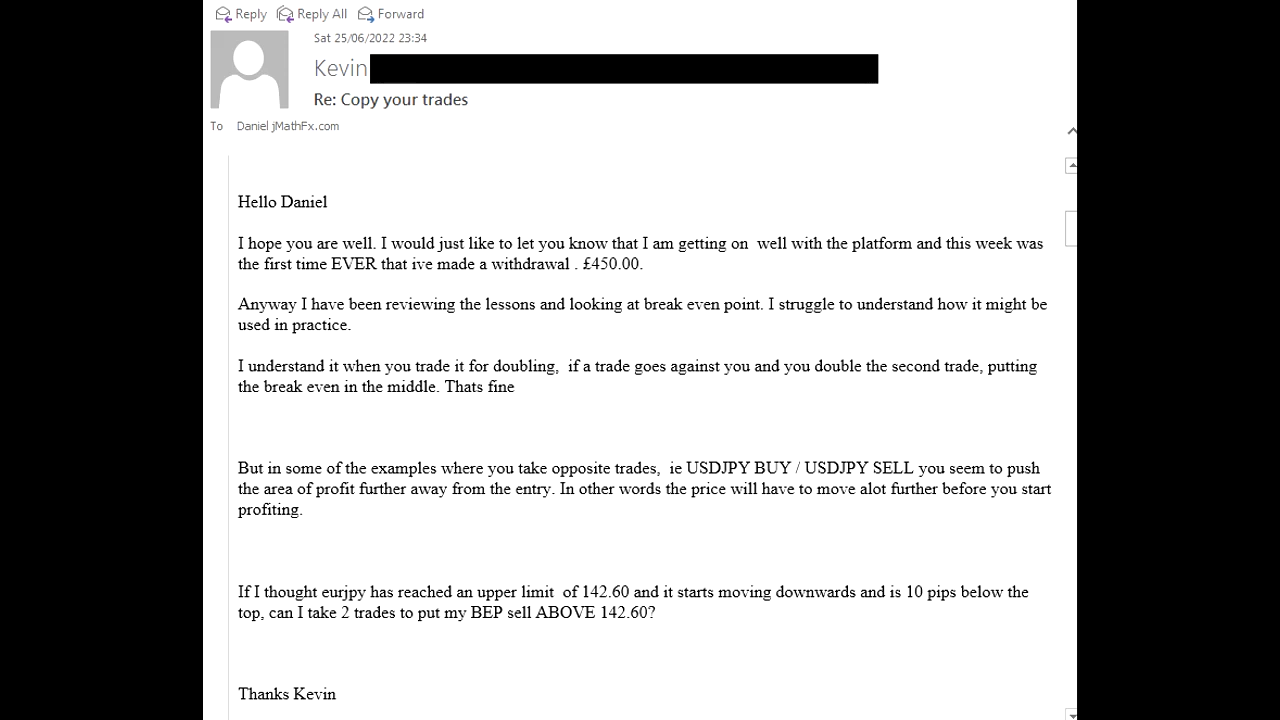 Reply Reply All Forward
Sat 25/06/2022 23:34
Kevin
Re: Copy your trades
To Daniel jMathFx.com
Hello Daniel
I hope you are well. I would just like to let you know that I am getting on  well with the platform and this week was
the first time EVER that ive made a withdrawal . £450.00.
Anyway I have been reviewing the lessons and looking at break even point. I struggle to understand how it might be
used in practice.
I understand it when you trade it for doubling,  if a trade goes against you and you double the second trade, putting
the break even in the middle. Thats fine
But in some of the examples where you take opposite trades,  ie USDJPY BUY / USDJPY SELL you seem to push
the area of profit further away from the entry. In other words the price will have to move alot further before you start
profiting.
If I thought eurjpy has reached an upper limit  of 142.60 and it starts moving downwards and is 10 pips below the
top, can I take 2 trades to put my BEP sell ABOVE 142.60?
Thanks Kevin